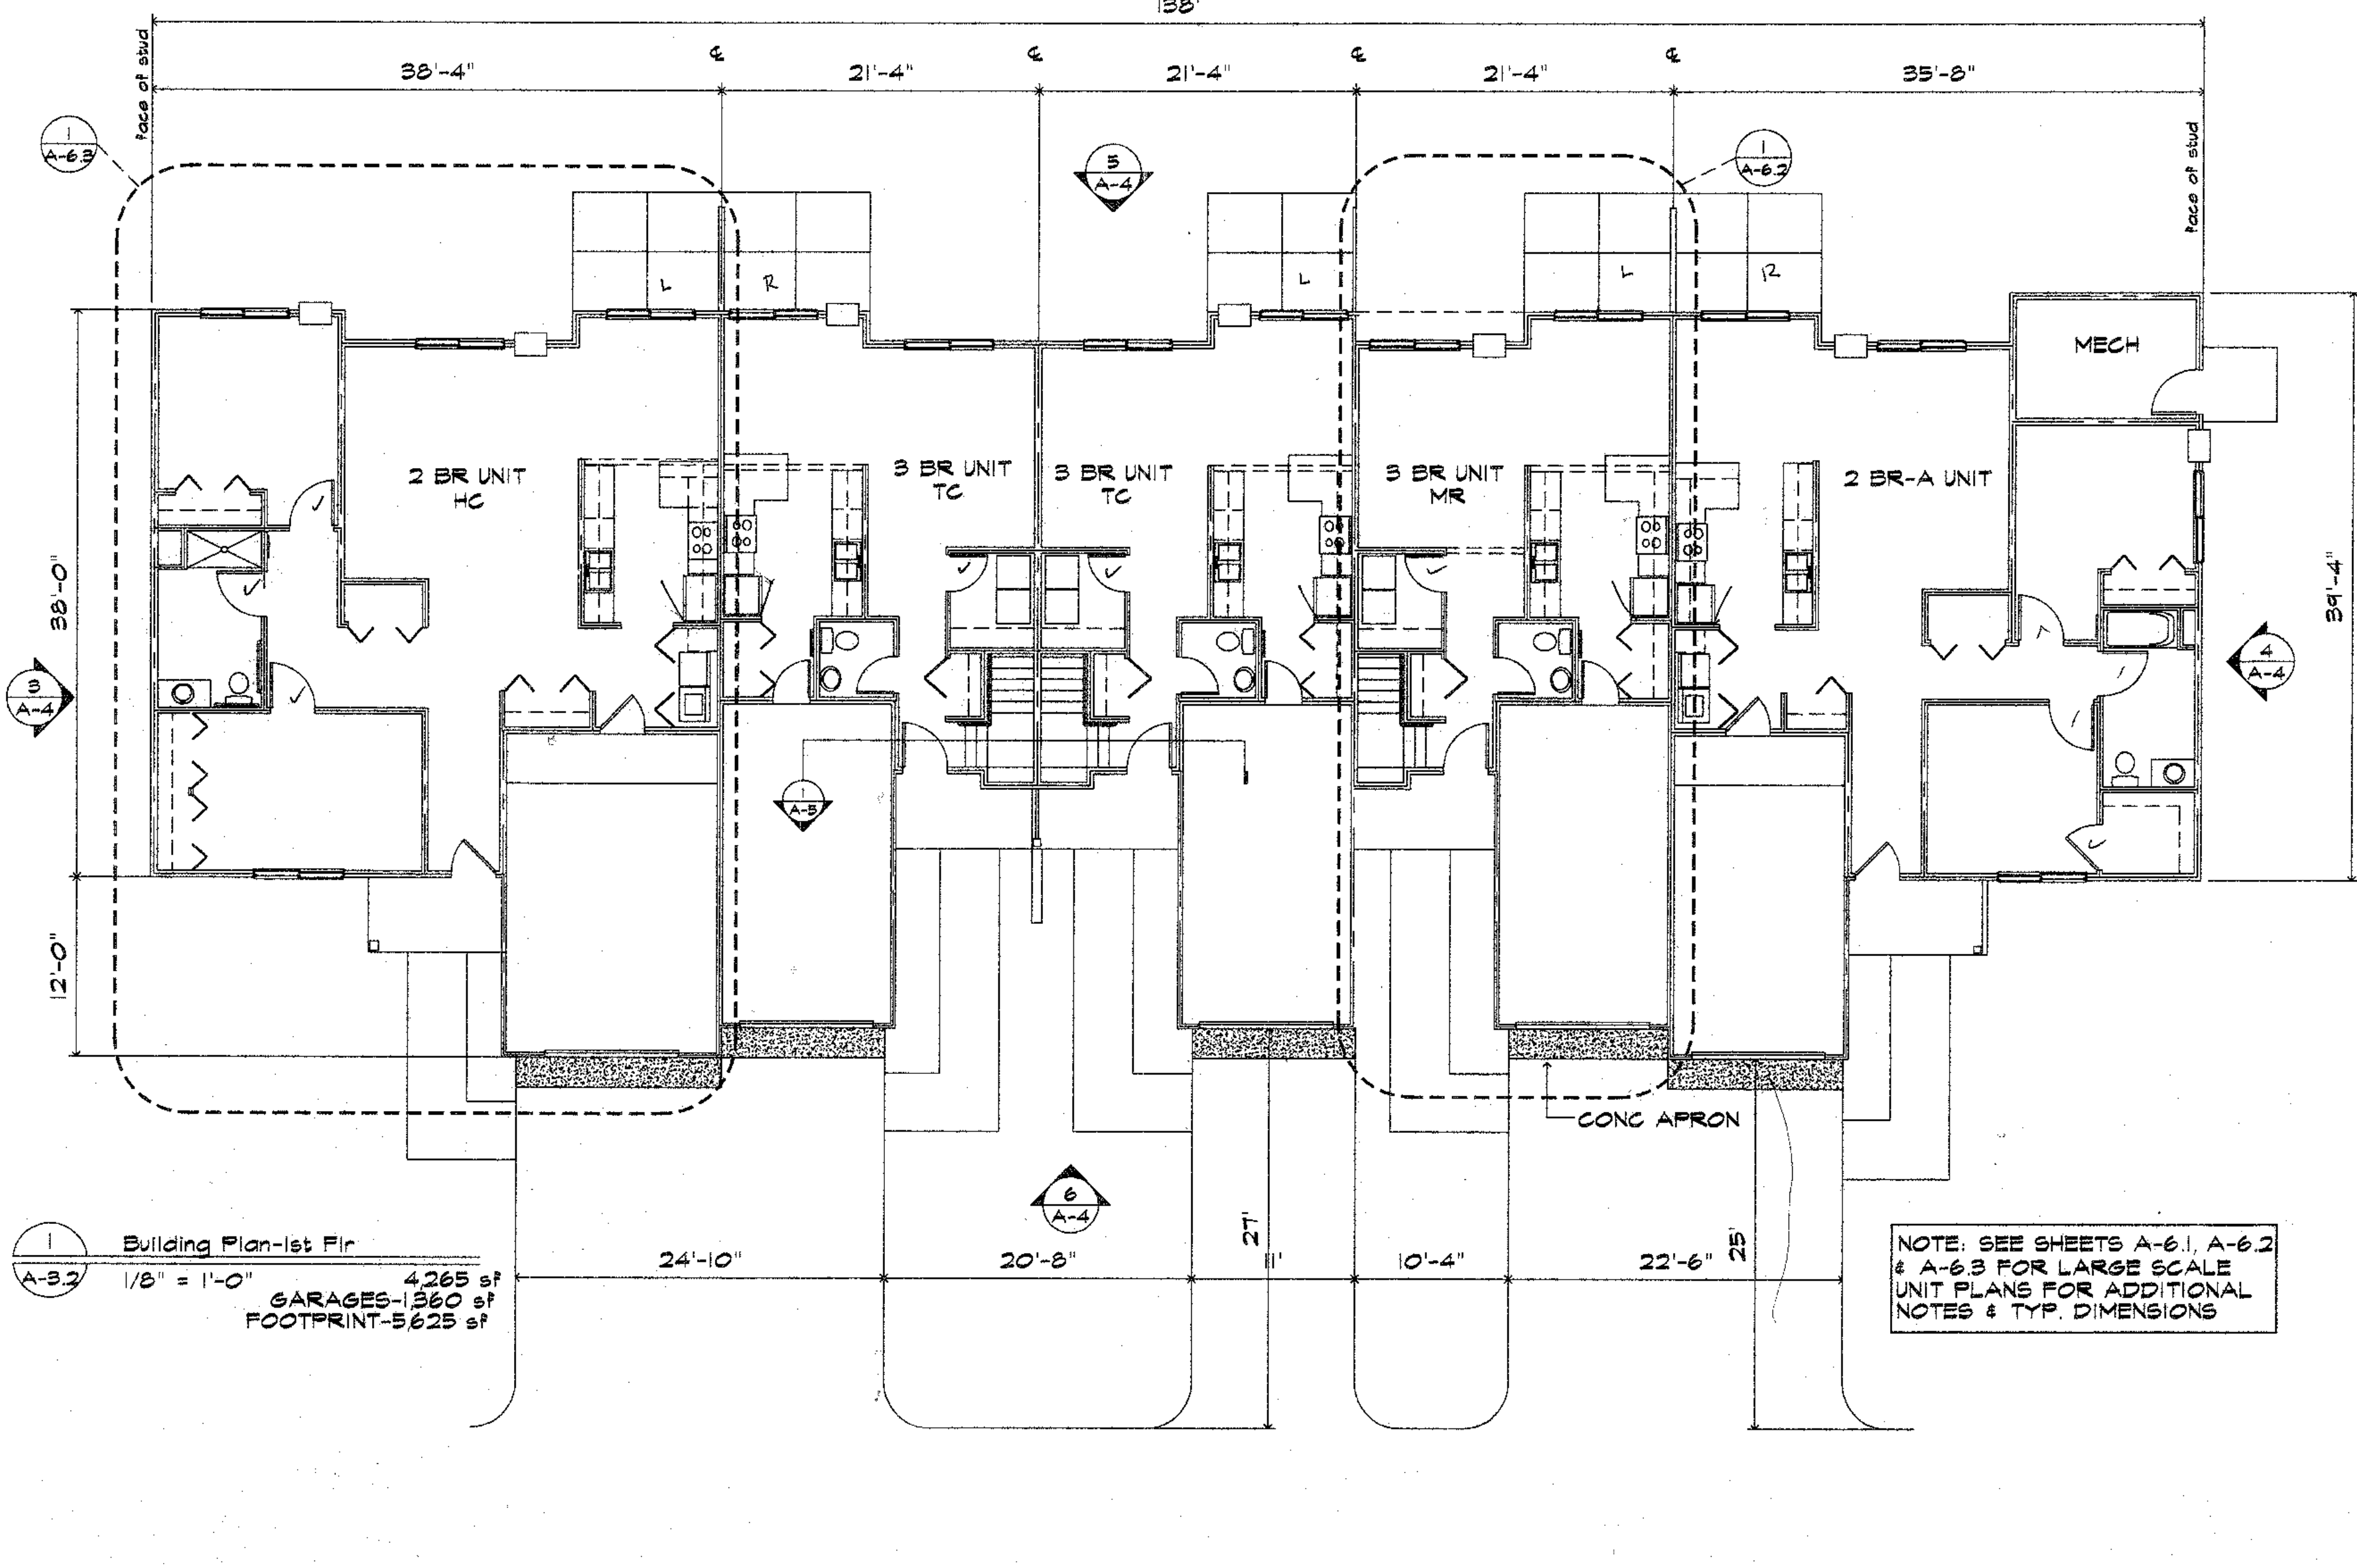 138'
face of stud
℄
℄
℄
℄
38'-4"
21'-4"
21'-4"
21'-4"
35'-8"
face of stud
1
A-6.3
5
A-4
1
A-6.2
L
R
L
L
R
MECH
2 BR UNIT
HC
3 BR UNIT
TC
3 BR UNIT
TC
3 BR UNIT
MR
2 BR-A UNIT
38'-0"
39'-4"
3
A-4
4
A-4
1
A-5
12'-0"
CONC APRON
6
A-4
27'
25'
24'-10"
20'-8"
11'
10'-4"
22'-6"
1
A-3.2
Building Plan-1st Flr
1/8" = 1'-0"
4,265 sf
GARAGES-1,360 sf
FOOTPRINT-5,625 sf
NOTE: SEE SHEETS A-6.1, A-6.2
& A-6.3 FOR LARGE SCALE
UNIT PLANS FOR ADDITIONAL
NOTES & TYP. DIMENSIONS